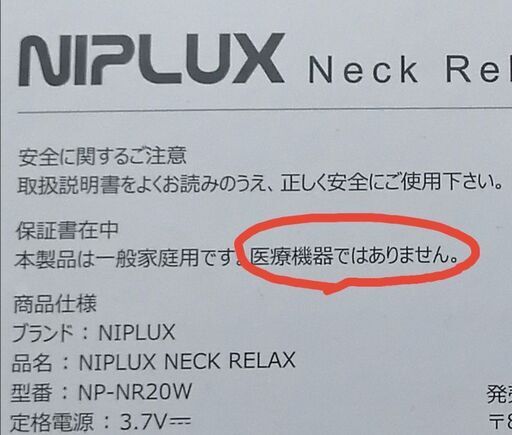 NIPLUX Neck Rel
安全に関するご注意
取扱説明書をよくお読みのうえ、正しく安全にご使用下さい。
保証書在中
本製品は一般家庭用です。医療機器ではありません。
商品仕様
ブランド：NIPLUX
品名：NIPLUX NECK RELAX
型番：NP-NR20W
発売
定格電源：3.7V⎓
〒8